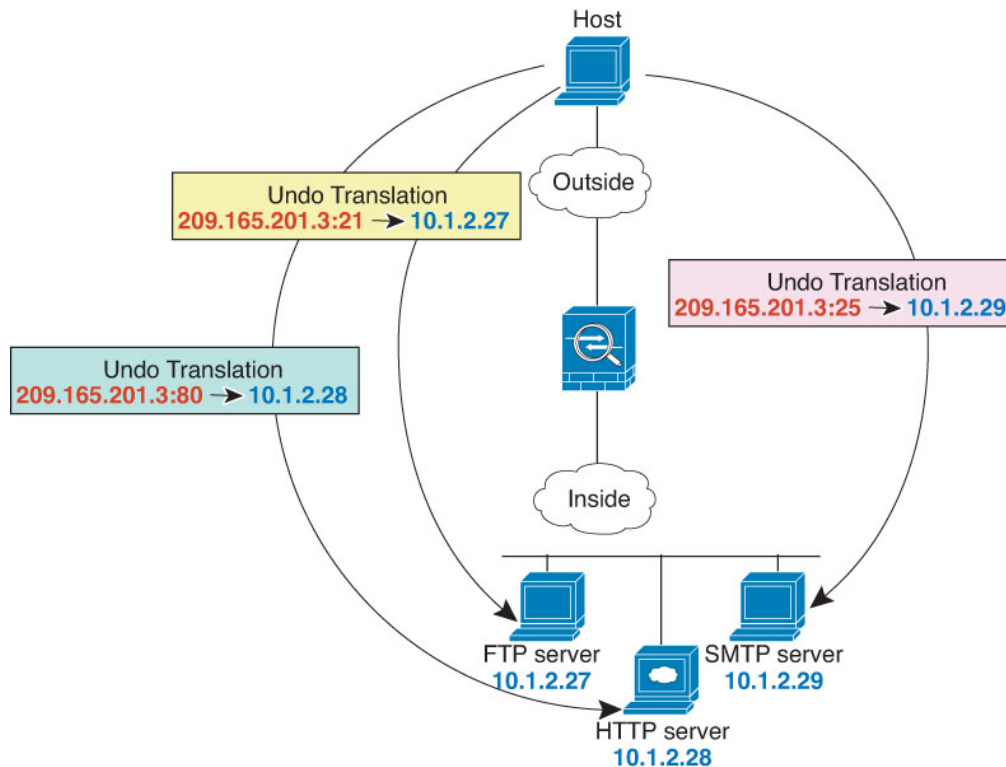 Host
Outside
Undo Translation
209.165.201.3:21 → 10.1.2.27
Undo Translation
209.165.201.3:25 → 10.1.2.29
Undo Translation
209.165.201.3:80 → 10.1.2.28
Inside
FTP server
10.1.2.27
SMTP server
10.1.2.29
HTTP server
10.1.2.28